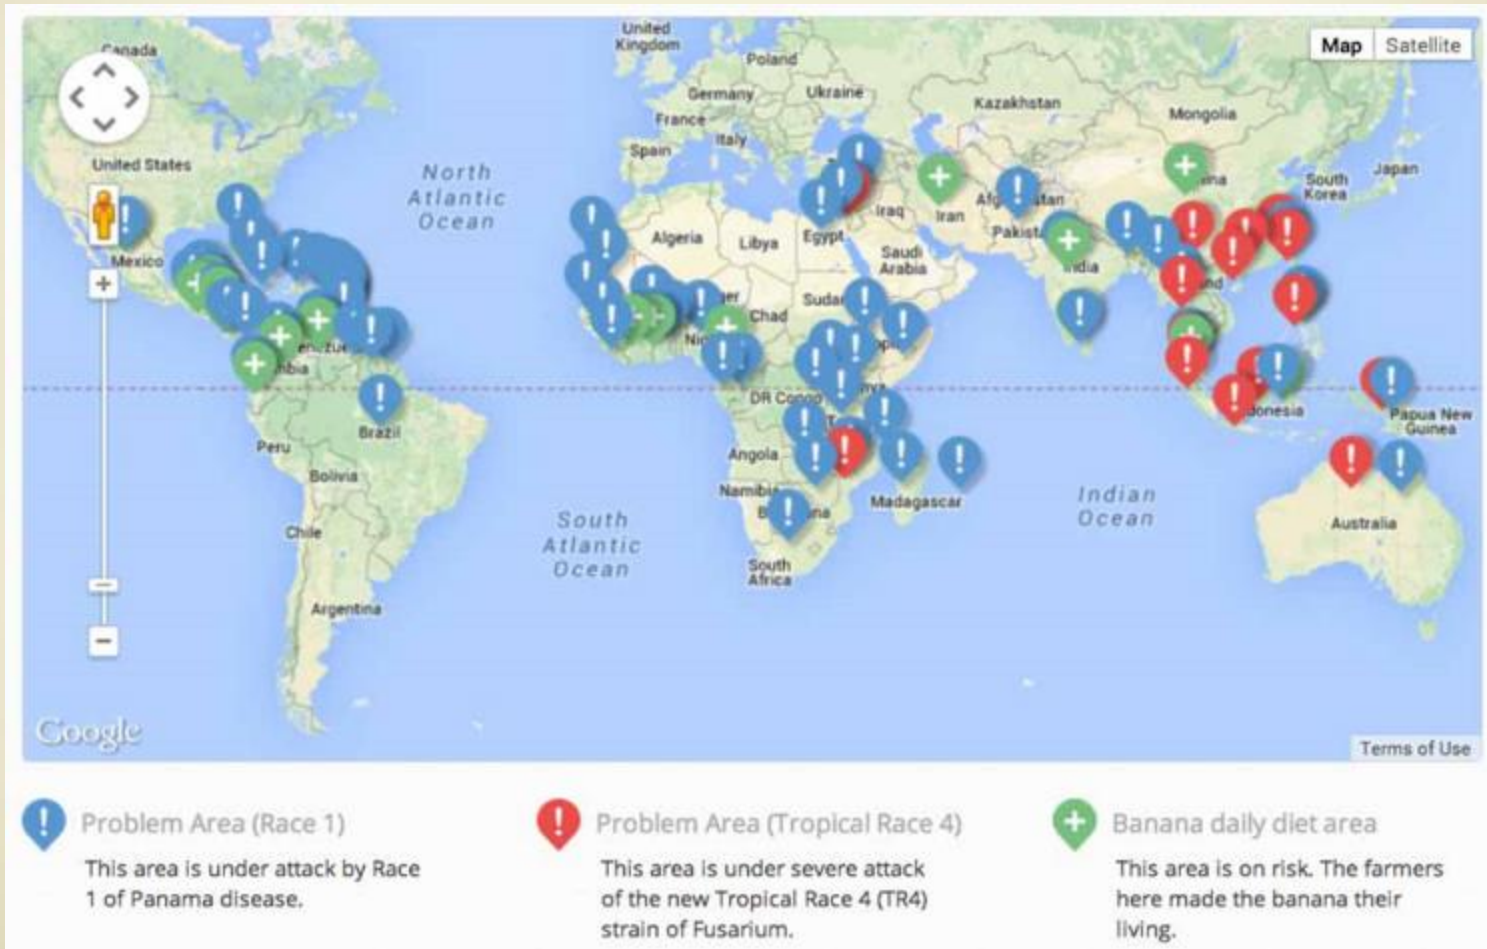 United
Kingdom
Canada
Poland
Map
Satellite
Germany
Ukraine
Kazakhstan
Mongolia
France
Italy
Spain
United States
Japan
North
Atlantic
Ocean
South
Korea
Iraq
Iran
Algeria
Libya
Egypt
Saudi
Arabia
Mexico
Chad
DR Congo
Papua New
Guinea
Brazil
Peru
Angola
Bolivia
Madagascar
Indian
Ocean
South
Atlantic
Ocean
Chile
Australia
South
Africa
Argentina
Google
Terms of Use
Problem Area (Race 1)
This area is under attack by Race
1 of Panama disease.
Problem Area (Tropical Race 4)
This area is under severe attack
of the new Tropical Race 4 (TR4)
strain of Fusarium.
Banana daily diet area
This area is on risk. The farmers
here made the banana their
living.